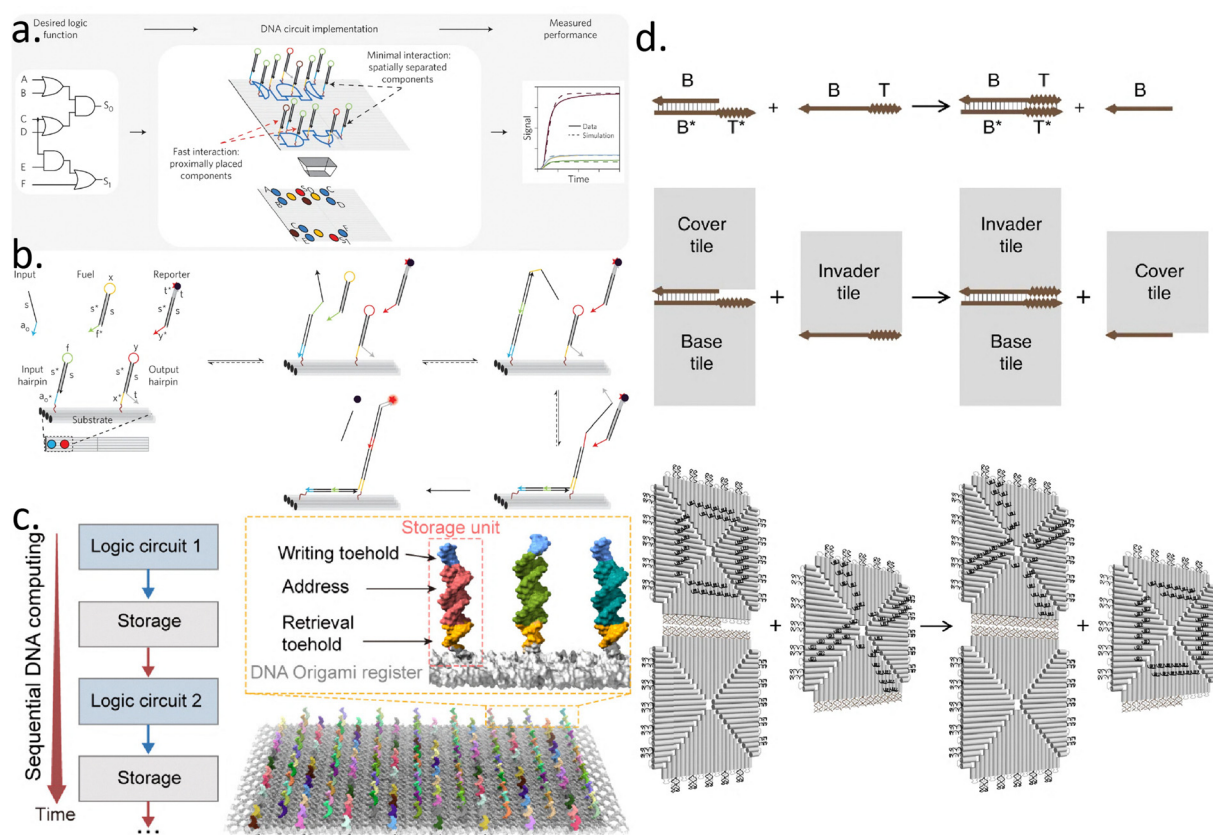 a.
Desired logic
function
DNA circuit implementation
Measured
performance
A
B
C
D
E
F
S₀
S₁
Minimal interaction:
spatially separated
components
Fast interaction:
proximally placed
components
Signal
Data
Simulation
Time
b.
Input
Fuel
Reporter
s
a₀
x
s*
s
f*
t*
t
s*
s
y*
Input
hairpin
f
s*
s
a₀*
y
s*
s
x*
t
Output
hairpin
Substrate
c.
Sequential DNA computing
Time
Logic circuit 1
Storage
Logic circuit 2
Storage
...
Storage unit
Writing toehold
Address
Retrieval
toehold
DNA Origami register
d.
B + B T → B T + B
B* T* B* T*
Cover
tile
Base
tile
+
Invader
tile
→
Invader
tile
Base
tile
+
Cover
tile
+ → +